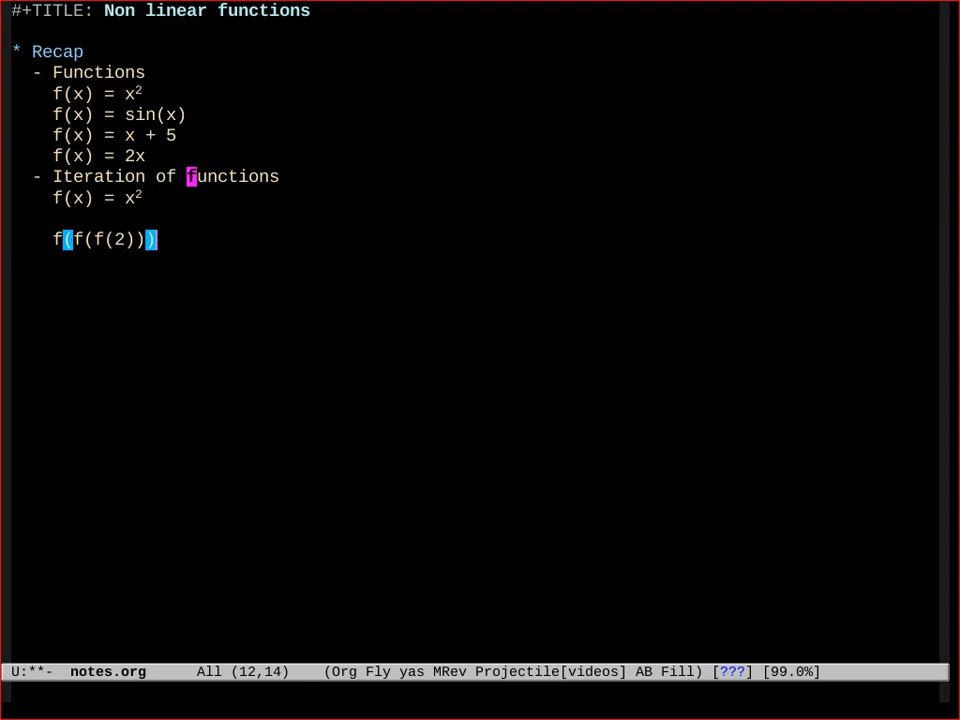 #+TITLE: Non linear functions
* Recap
- Functions
f(x) = x²
f(x) = sin(x)
f(x) = x + 5
f(x) = 2x
- Iteration of functions
f(x) = x²
f(f(f(2)))
U:**-  notes.org      All (12,14)    (Org Fly yas MRev Projectile[videos] AB Fill) [???] [99.0%]